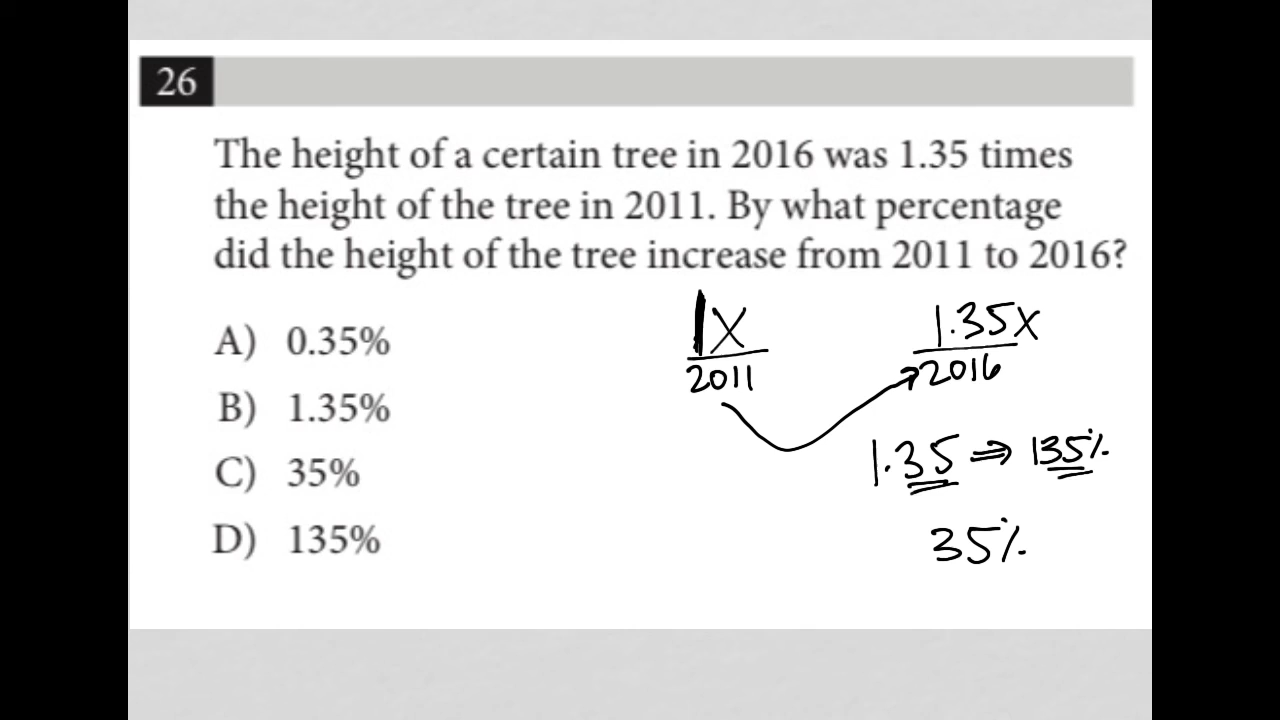 26
The height of a certain tree in 2016 was 1.35 times
the height of the tree in 2011. By what percentage
did the height of the tree increase from 2011 to 2016?
A) 0.35%
B) 1.35%
C) 35%
D) 135%
1x
2011
1.35x
2016
1.35 ⇒ 135%
35%